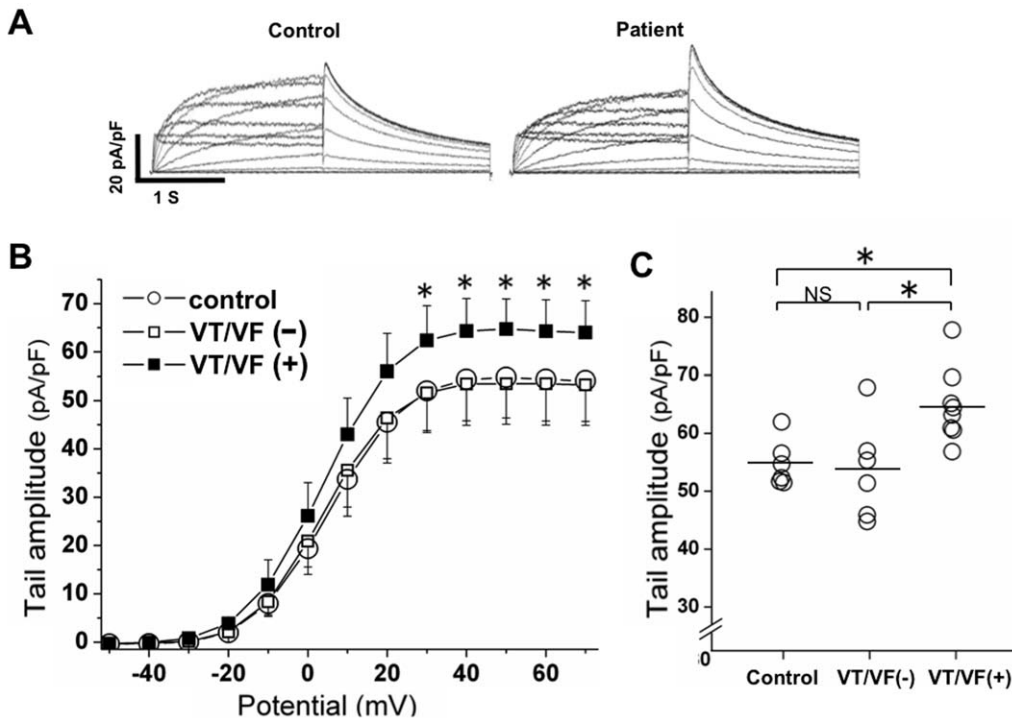 A
Control
Patient
20 pA/pF
1 S
B
control
VT/VF (−)
VT/VF (+)
* * * * *
Tail amplitude (pA/pF)
70
60
50
40
30
20
10
0
-40 -20 0 20 40 60
Potential (mV)
C
*
NS *
Tail amplitude (pA/pF)
80
70
60
50
40
30
Control VT/VF(-) VT/VF(+)